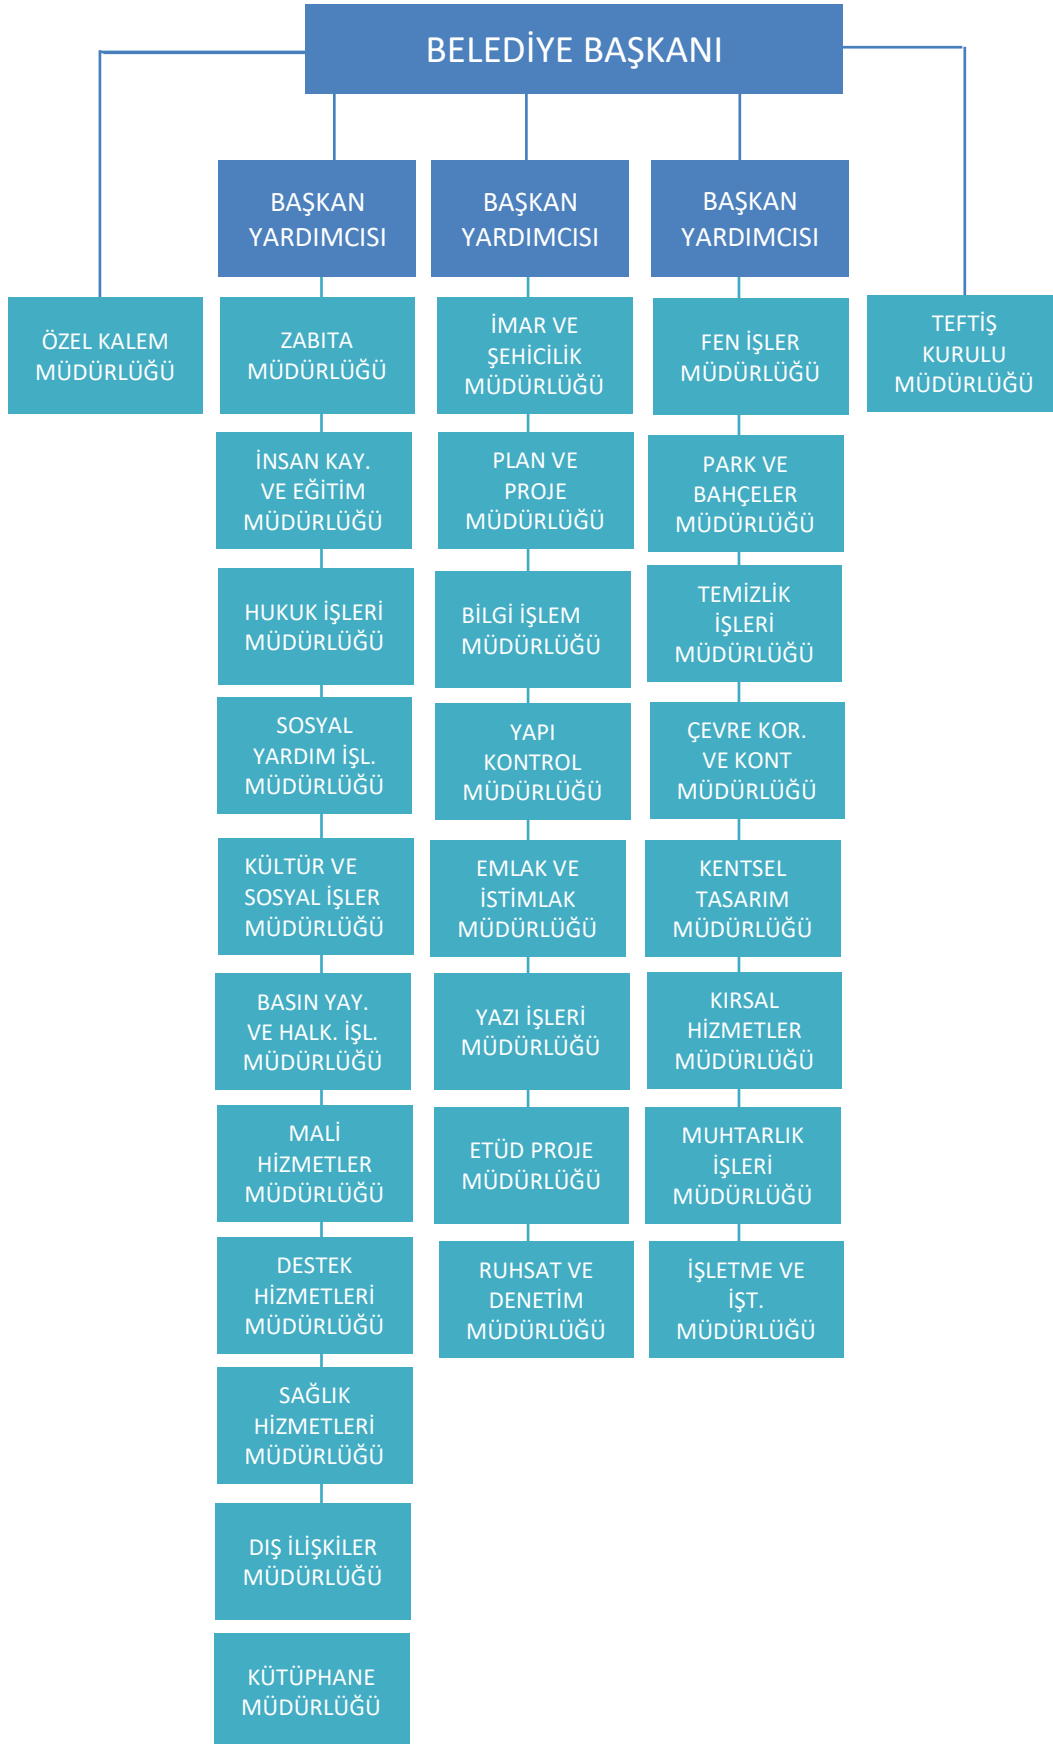 BELEDİYE BAŞKANI
BAŞKAN
YARDIMCISI
BAŞKAN
YARDIMCISI
BAŞKAN
YARDIMCISI
ÖZEL KALEM
MÜDÜRLÜĞÜ
ZABITA
MÜDÜRLÜĞÜ
İMAR VE
ŞEHİCİLİK
MÜDÜRLÜĞÜ
FEN İŞLER
MÜDÜRLÜĞÜ
TEFTİŞ
KURULU
MÜDÜRLÜĞÜ
İNSAN KAY.
VE EĞİTİM
MÜDÜRLÜĞÜ
PLAN VE
PROJE
MÜDÜRLÜĞÜ
PARK VE
BAHÇELER
MÜDÜRLÜĞÜ
HUKUK İŞLERİ
MÜDÜRLÜĞÜ
BİLGİ İŞLEM
MÜDÜRLÜĞÜ
TEMİZLİK
İŞLERİ
MÜDÜRLÜĞÜ
SOSYAL
YARDIM İŞL.
MÜDÜRLÜĞÜ
YAPI
KONTROL
MÜDÜRLÜĞÜ
ÇEVRE KOR.
VE KONT
MÜDÜRLÜĞÜ
KÜLTÜR VE
SOSYAL İŞLER
MÜDÜRLÜĞÜ
EMLAK VE
İSTİMLAK
MÜDÜRLÜĞÜ
KENTSEL
TASARIM
MÜDÜRLÜĞÜ
BASIN YAY.
VE HALK. İŞL.
MÜDÜRLÜĞÜ
YAZI İŞLERİ
MÜDÜRLÜĞÜ
KIRSAL
HİZMETLER
MÜDÜRLÜĞÜ
MALİ
HİZMETLER
MÜDÜRLÜĞÜ
ETÜD PROJE
MÜDÜRLÜĞÜ
MUHTARLIK
İŞLERİ
MÜDÜRLÜĞÜ
DESTEK
HİZMETLERİ
MÜDÜRLÜĞÜ
RUHSAT VE
DENETİM
MÜDÜRLÜĞÜ
İŞLETME VE
İŞT.
MÜDÜRLÜĞÜ
SAĞLIK
HİZMETLERİ
MÜDÜRLÜĞÜ
DIŞ İLİŞKİLER
MÜDÜRLÜĞÜ
KÜTÜPHANE
MÜDÜRLÜĞÜ